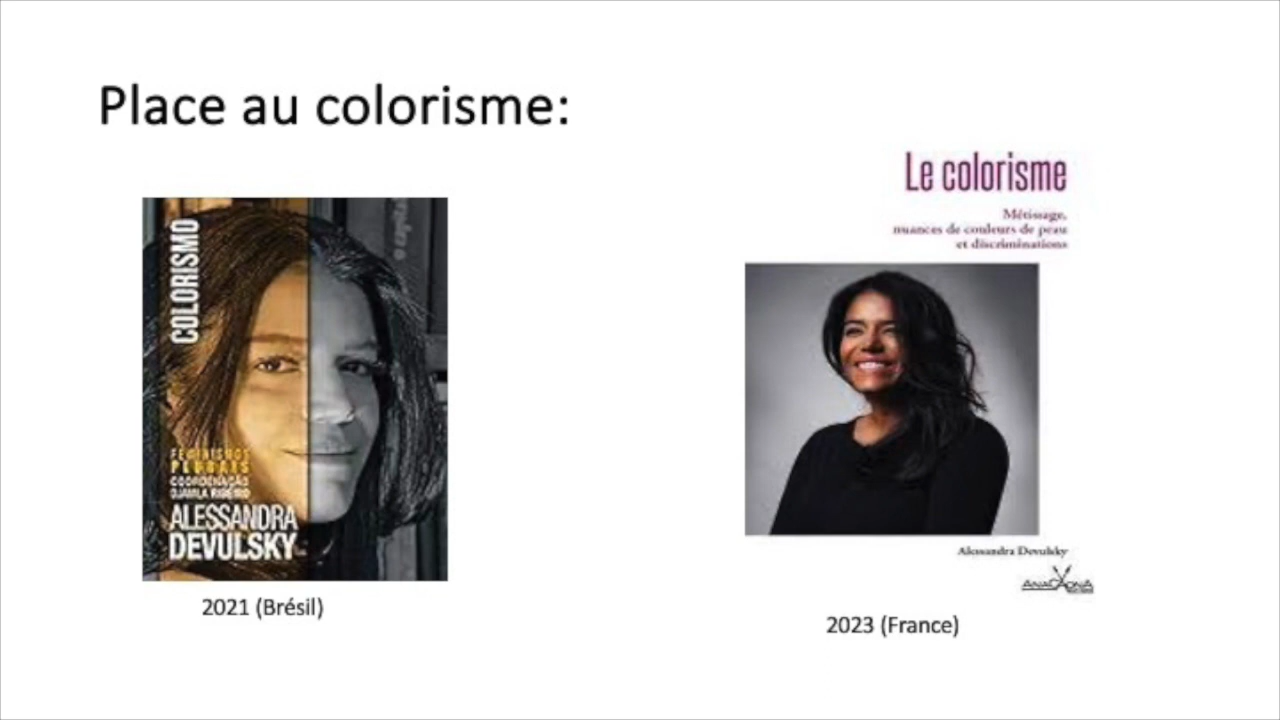 Place au colorisme:
COLORISMO
FEMINISMOS
PLURAIS
COORDENAÇÃO
DJAMILA RIBEIRO
ALESSANDRA
DEVULSKY
2021 (Brésil)
Le colorisme
Métissage,
nuances de couleurs de peau
et discriminations
Alessandra Devulsky
ANACAONA
2023 (France)